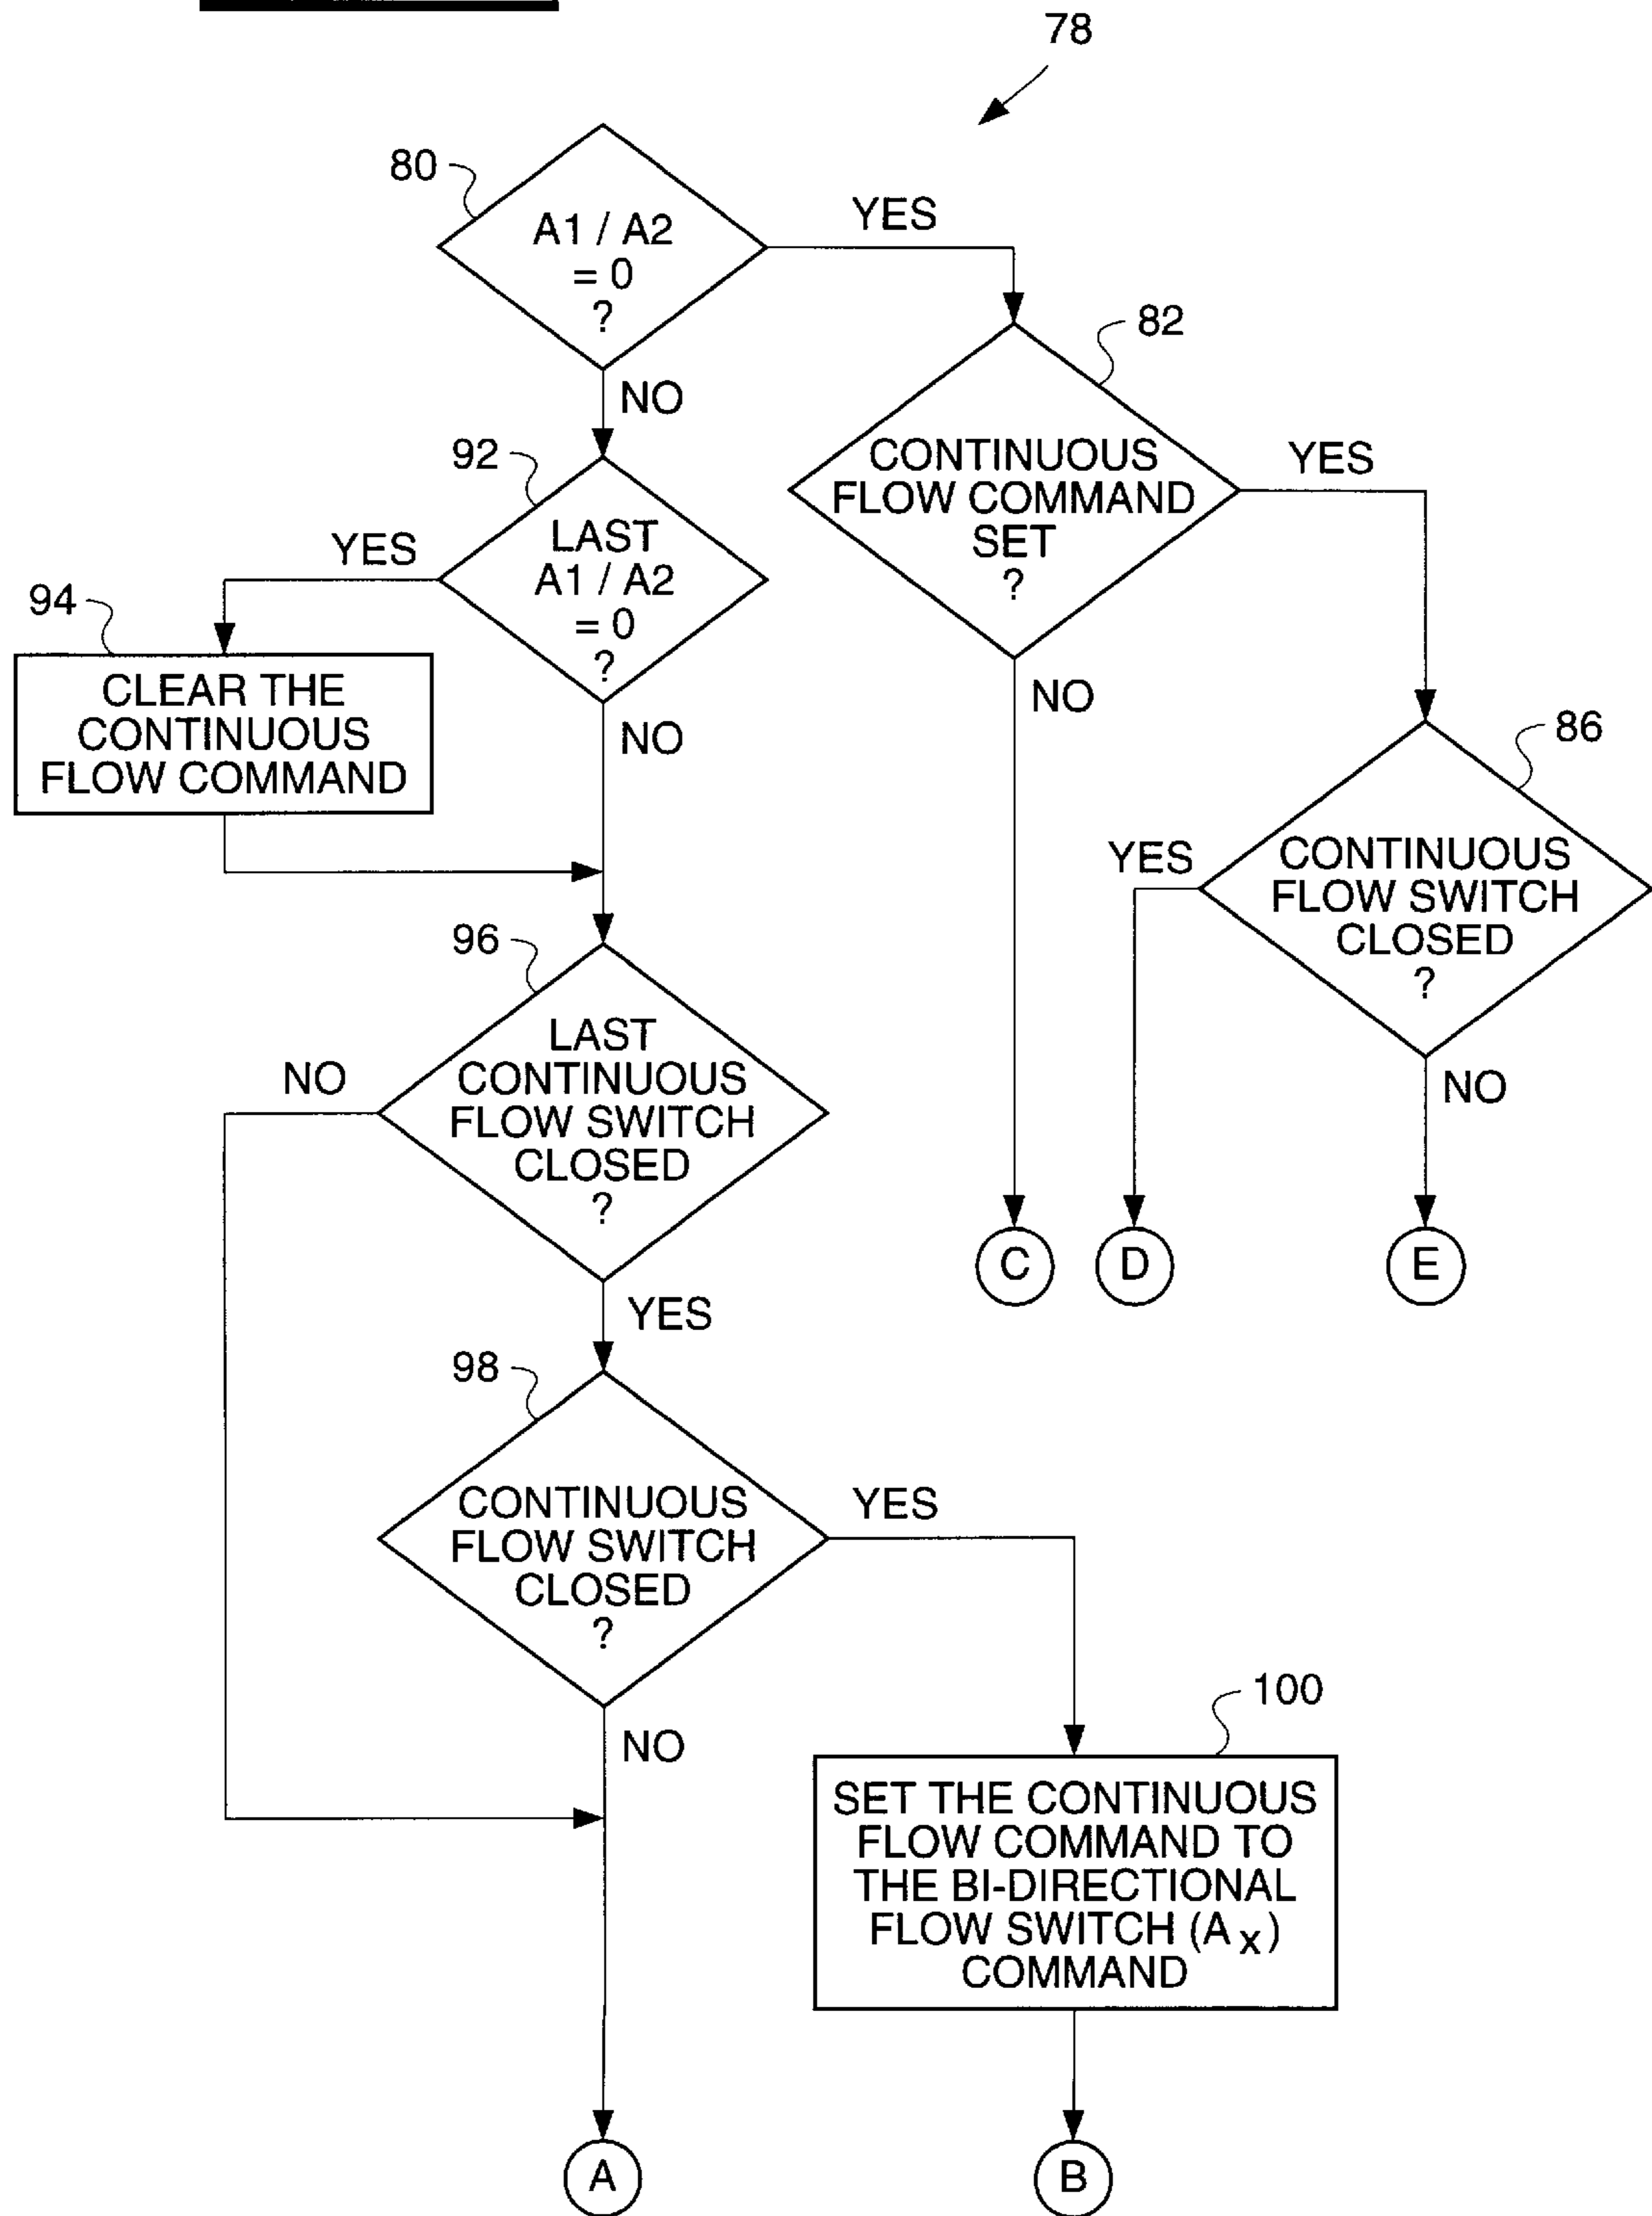 78
80
A1 / A2
= 0
?
YES
NO
82
CONTINUOUS
FLOW COMMAND
SET
?
YES
NO
92
LAST
A1 / A2
= 0
?
YES
NO
94
CLEAR THE
CONTINUOUS
FLOW COMMAND
86
CONTINUOUS
FLOW SWITCH
CLOSED
?
YES
NO
96
LAST
CONTINUOUS
FLOW SWITCH
CLOSED
?
NO
YES
C
D
E
98
CONTINUOUS
FLOW SWITCH
CLOSED
?
YES
NO
100
SET THE CONTINUOUS
FLOW COMMAND TO
THE BI-DIRECTIONAL
FLOW SWITCH (A X)
COMMAND
A
B